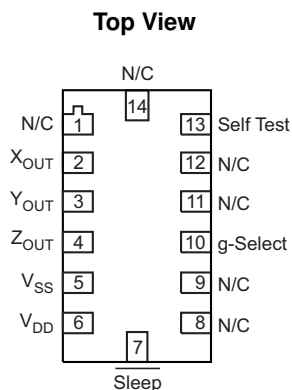 Top View
N/C
14
N/C 1 13 Self Test
XOUT 2 12 N/C
YOUT 3 11 N/C
ZOUT 4 10 g-Select
VSS 5 9 N/C
VDD 6 8 N/C
7
Sleep